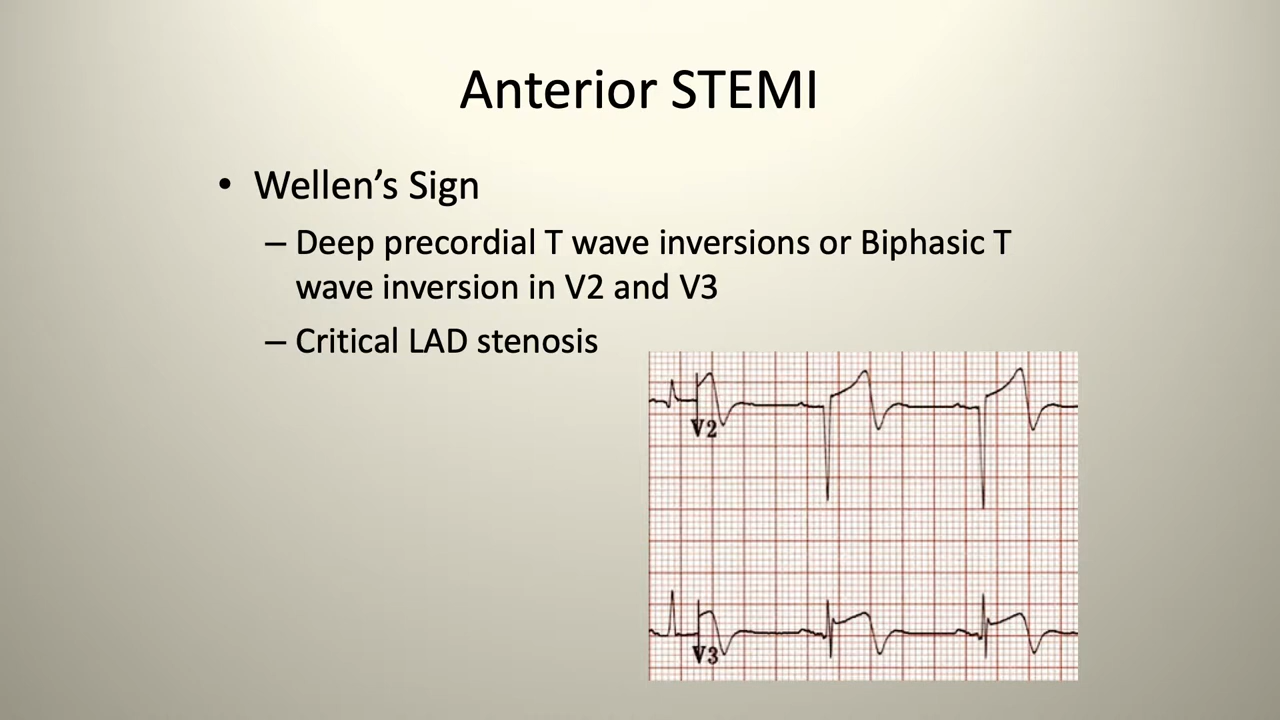 Anterior STEMI
• Wellen’s Sign
– Deep precordial T wave inversions or Biphasic T
wave inversion in V2 and V3
– Critical LAD stenosis
V2
V3